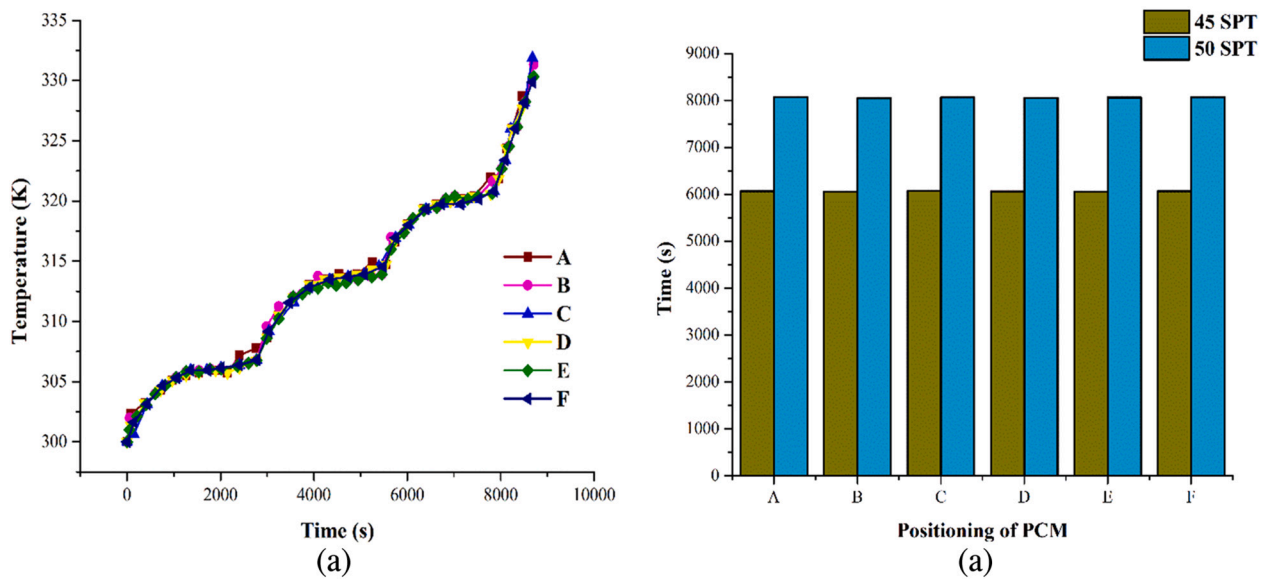 335
330
325
320
315
310
305
300
Temperature (K)
A
B
C
D
E
F
0
2000
4000
6000
8000
10000
Time (s)
(a)
45 SPT
50 SPT
9000
8000
7000
6000
5000
4000
3000
2000
1000
0
Time (s)
A
B
C
D
E
F
Positioning of PCM
(a)